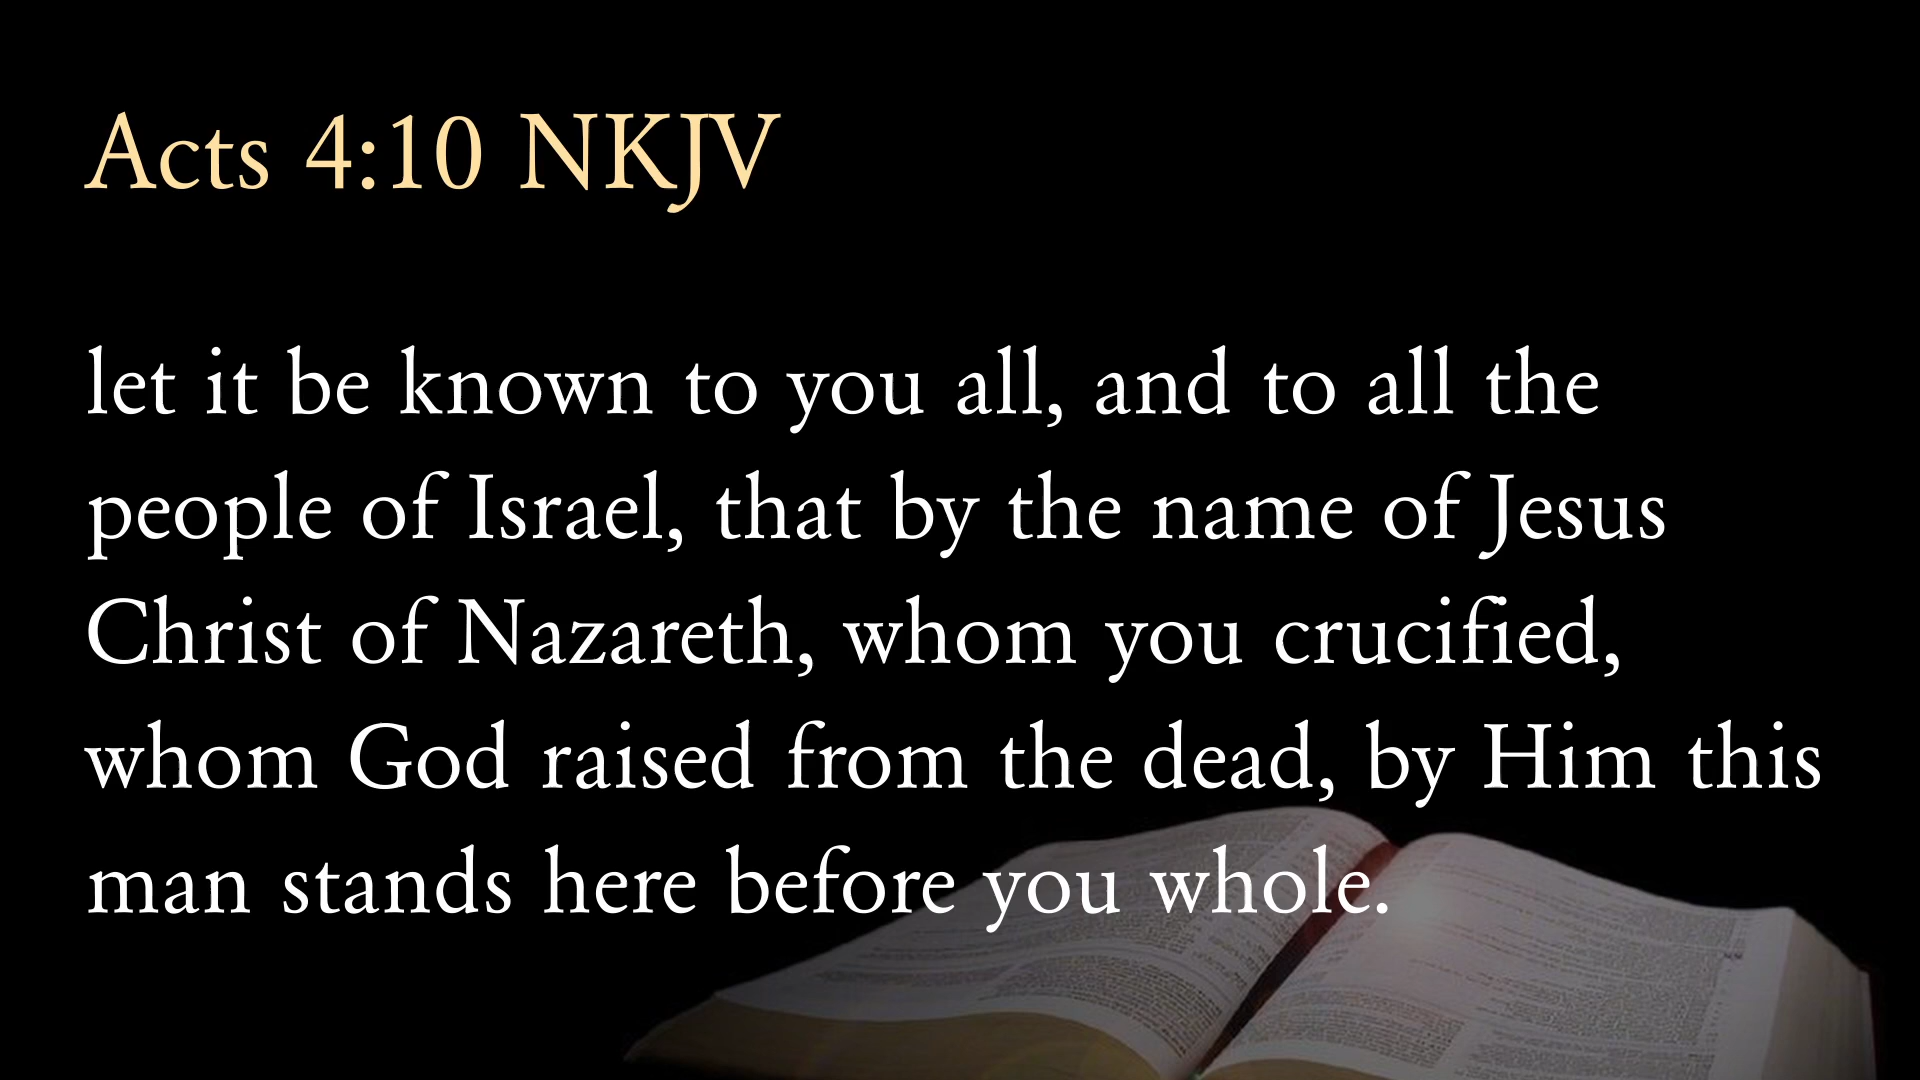 Acts 4:10 NKJV
let it be known to you all, and to all the
people of Israel, that by the name of Jesus
Christ of Nazareth, whom you crucified,
whom God raised from the dead, by Him this
man stands here before you whole.